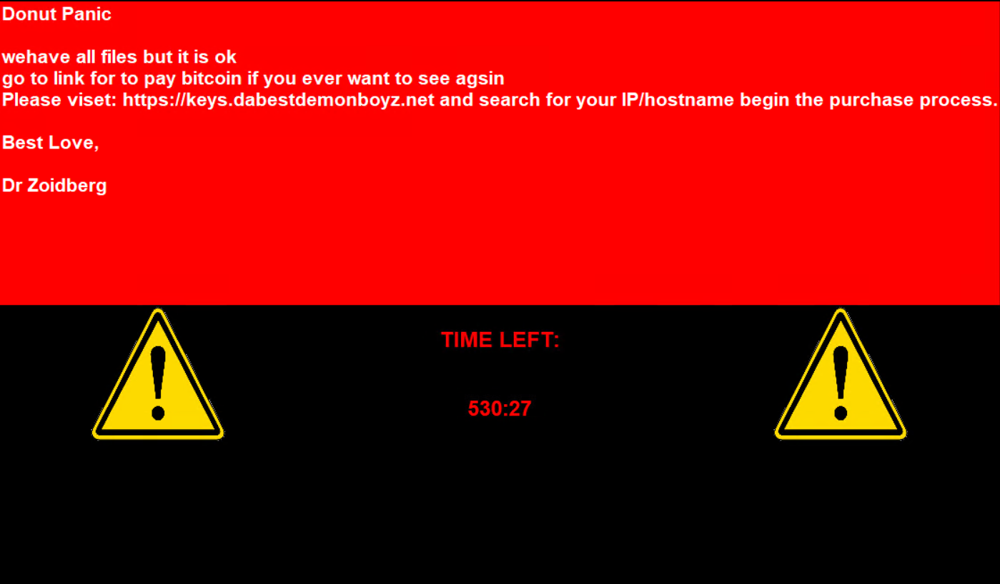 Donut Panic
wehave all files but it is ok
go to link for to pay bitcoin if you ever want to see agsin
Please viset: https://keys.dabestdemonboyz.net and search for your IP/hostname begin the purchase process.
Best Love,
Dr Zoidberg
TIME LEFT:
530:27